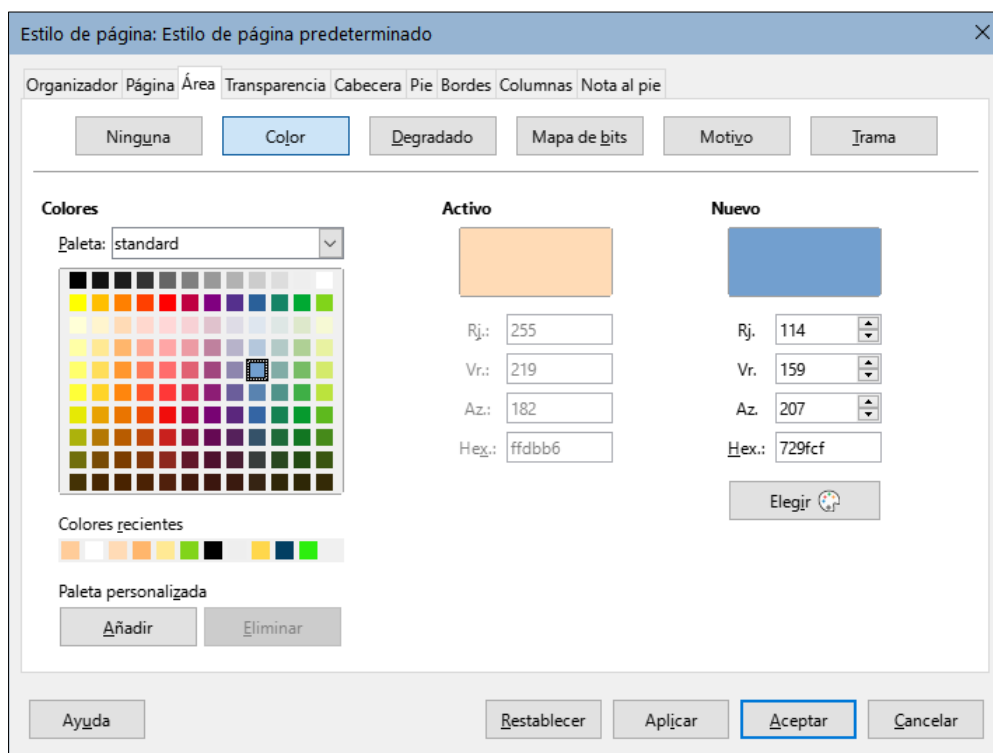 Estilo de página: Estilo de página predeterminado
Organizador Página Área Transparencia Cabecera Pie Bordes Columnas Nota al pie
Ninguna Color Degradado Mapa de bits Motivo Trama
Colores Activo Nuevo
Paleta: standard
Rj.: 255 Rj. 114
Vr.: 219 Vr. 159
Az.: 182 Az. 207
Hex.: ffdbb6 Hex.: 729fcf
Elegir
Colores recientes
Paleta personalizada
Añadir Eliminar
Ayuda Restablecer Aplicar Aceptar Cancelar